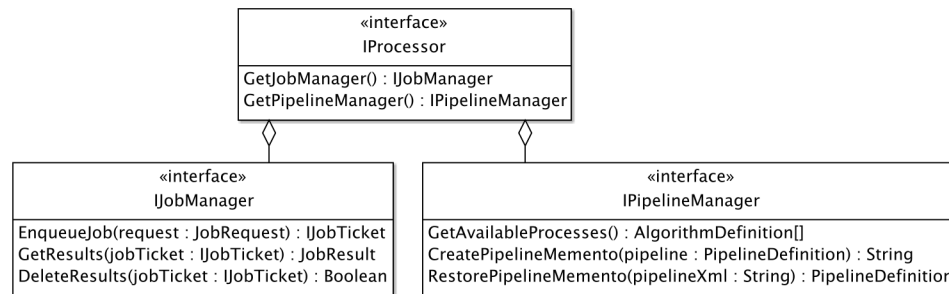 «interface»
IProcessor
GetJobManager() : IJobManager
GetPipelineManager() : IPipelineManager
«interface»
IJobManager
EnqueueJob(request : JobRequest) : IJobTicket
GetResults(jobTicket : IJobTicket) : JobResult
DeleteResults(jobTicket : IJobTicket) : Boolean
«interface»
IPipelineManager
GetAvailableProcesses() : AlgorithmDefinition[]
CreatePipelineMemento(pipeline : PipelineDefinition) : String
RestorePipelineMemento(pipelineXml : String) : PipelineDefinition